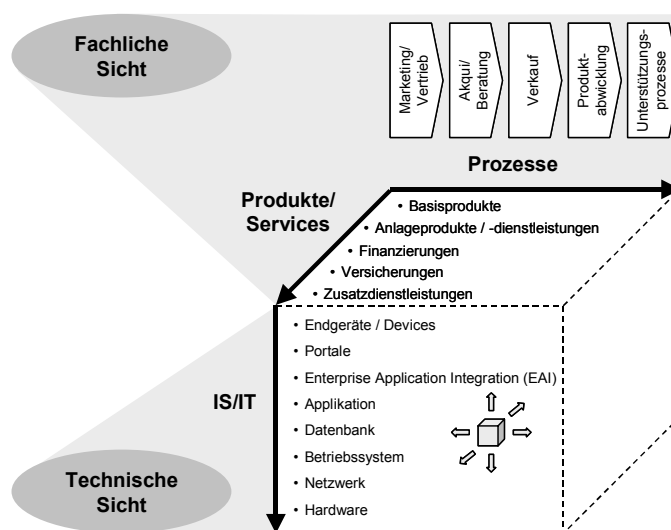 Fachliche
Sicht
Marketing/
Vertrieb
Akqui/
Beratung
Verkauf
Produkt-
abwicklung
Unterstützungs-
prozesse
Prozesse
Produkte/
Services
• Basisprodukte
• Anlageprodukte / -dienstleistungen
• Finanzierungen
• Versicherungen
• Zusatzdienstleistungen
• Endgeräte / Devices
• Portale
• Enterprise Application Integration (EAI)
IS/IT
• Applikation
• Datenbank
• Betriebssystem
• Netzwerk
• Hardware
Technische
Sicht